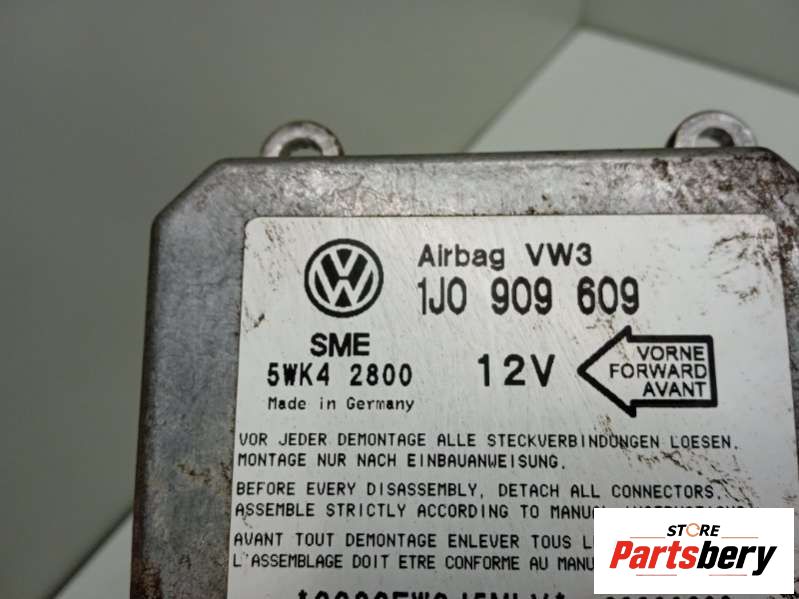 Airbag VW3
1J0 909 609
SME
5WK4 2800
Made in Germany
12V
VORNE
FORWARD
AVANT
VOR JEDER DEMONTAGE ALLE STECKVERBINDUNGEN LOESEN.
MONTAGE NUR NACH EINBAUANWEISUNG.
BEFORE EVERY DISASSEMBLY, DETACH ALL CONNECTORS.
ASSEMBLE STRICTLY ACCORDING TO MANUAL
AVANT TOUT DEMONTAGE ENLEVER TOUS
L'ASSEMBLAGE DOIT ETRE CONFORME AU
STORE
Partsbery